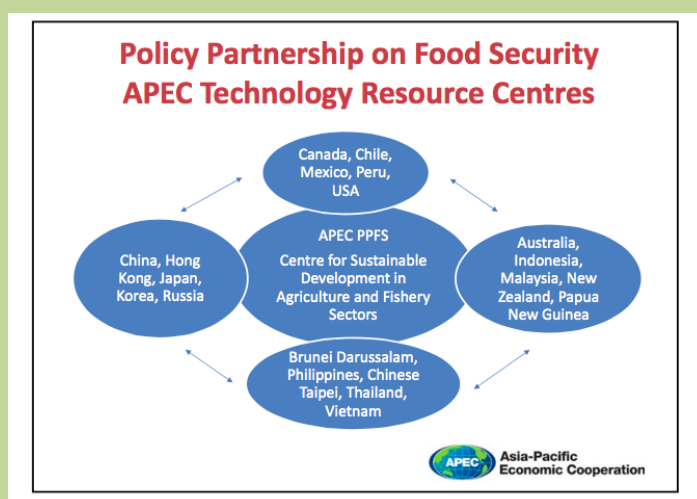 Policy Partnership on Food Security
APEC Technology Resource Centres
Canada, Chile,
Mexico, Peru,
USA
China, Hong
Kong, Japan,
Korea, Russia
APEC PPFS
Centre for Sustainable
Development in
Agriculture and Fishery
Sectors
Australia,
Indonesia,
Malaysia, New
Zealand, Papua
New Guinea
Brunei Darussalam,
Philippines, Chinese
Taipei, Thailand,
Vietnam
APEC
Asia-Pacific
Economic Cooperation